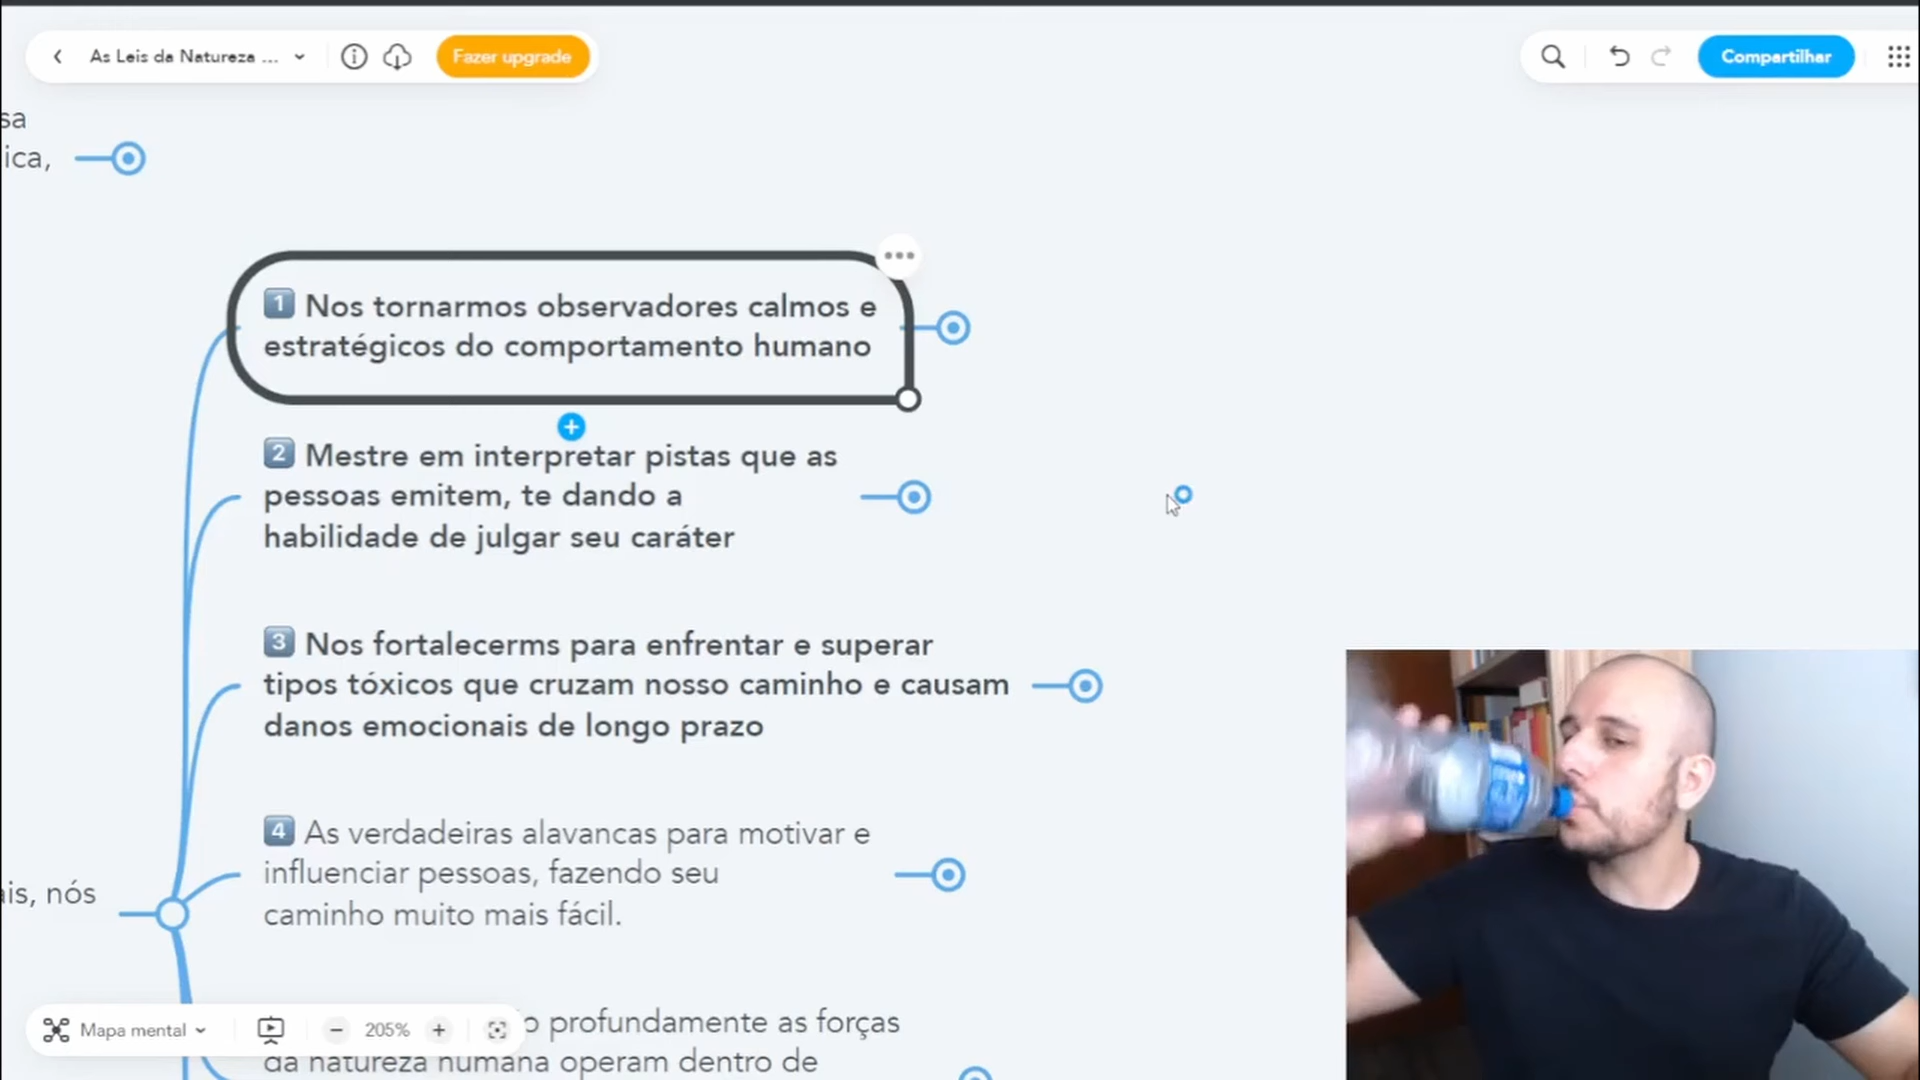 As Leis da Natureza ...
Fazer upgrade
Compartilhar
sa
ica,
1 Nos tornarmos observadores calmos e
estratégicos do comportamento humano
2 Mestre em interpretar pistas que as
pessoas emitem, te dando a
habilidade de julgar seu caráter
3 Nos fortalecerms para enfrentar e superar
tipos tóxicos que cruzam nosso caminho e causam
danos emocionais de longo prazo
4 As verdadeiras alavancas para motivar e
influenciar pessoas, fazendo seu
caminho muito mais fácil.
is, nós
o profundamente as forças
da natureza humana operam dentro de
Mapa mental
205%